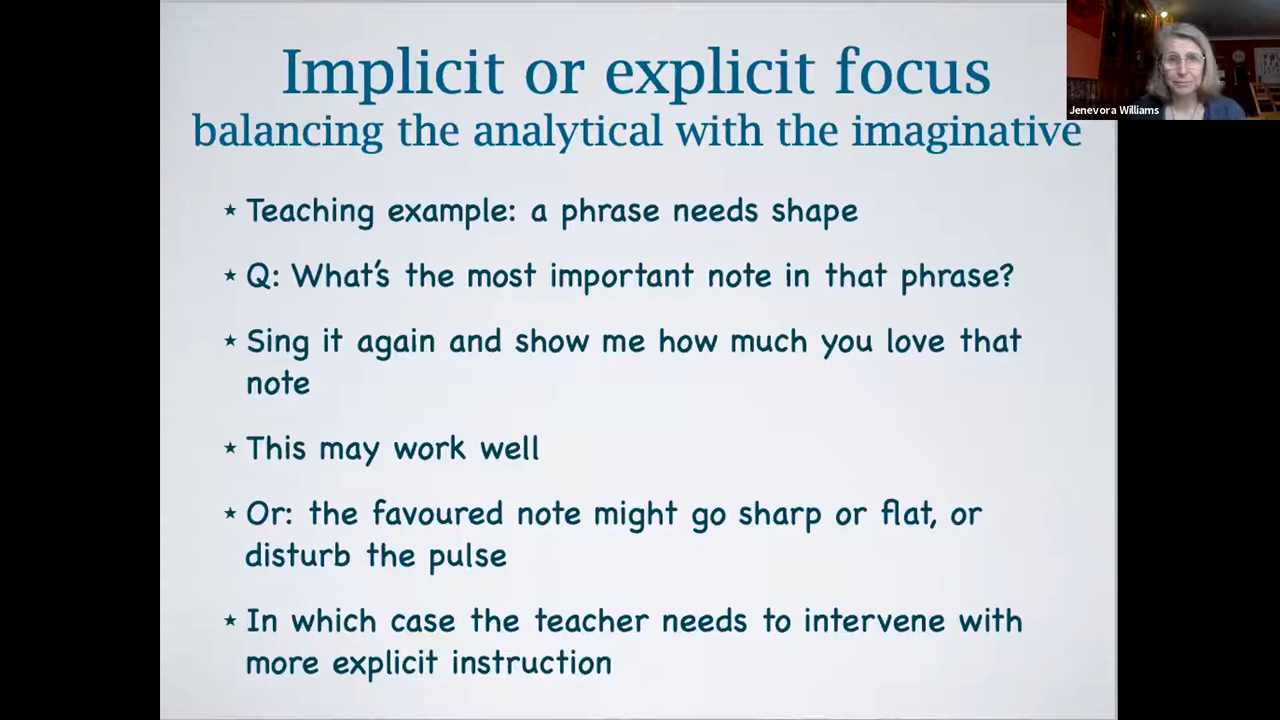 Implicit or explicit focus
balancing the analytical with the imaginative
Jenevora Williams
⋆ Teaching example: a phrase needs shape
⋆ Q: What's the most important note in that phrase?
⋆ Sing it again and show me how much you love that
note
⋆ This may work well
⋆ Or: the favoured note might go sharp or flat, or
disturb the pulse
⋆ In which case the teacher needs to intervene with
more explicit instruction